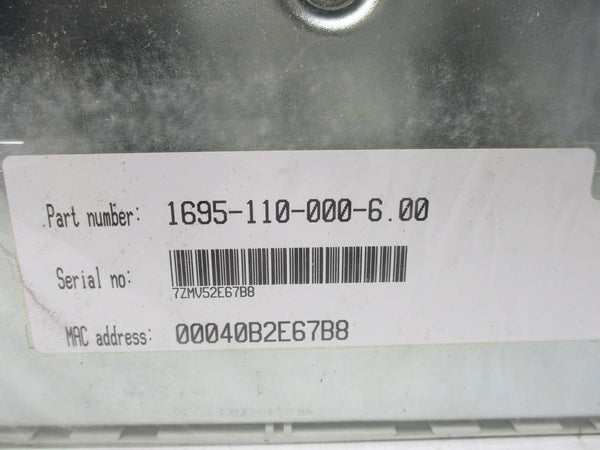 Part number: 1695-110-000-6.00
Serial no:
7ZMV52E67B8
MAC address: 00040B2E67B8